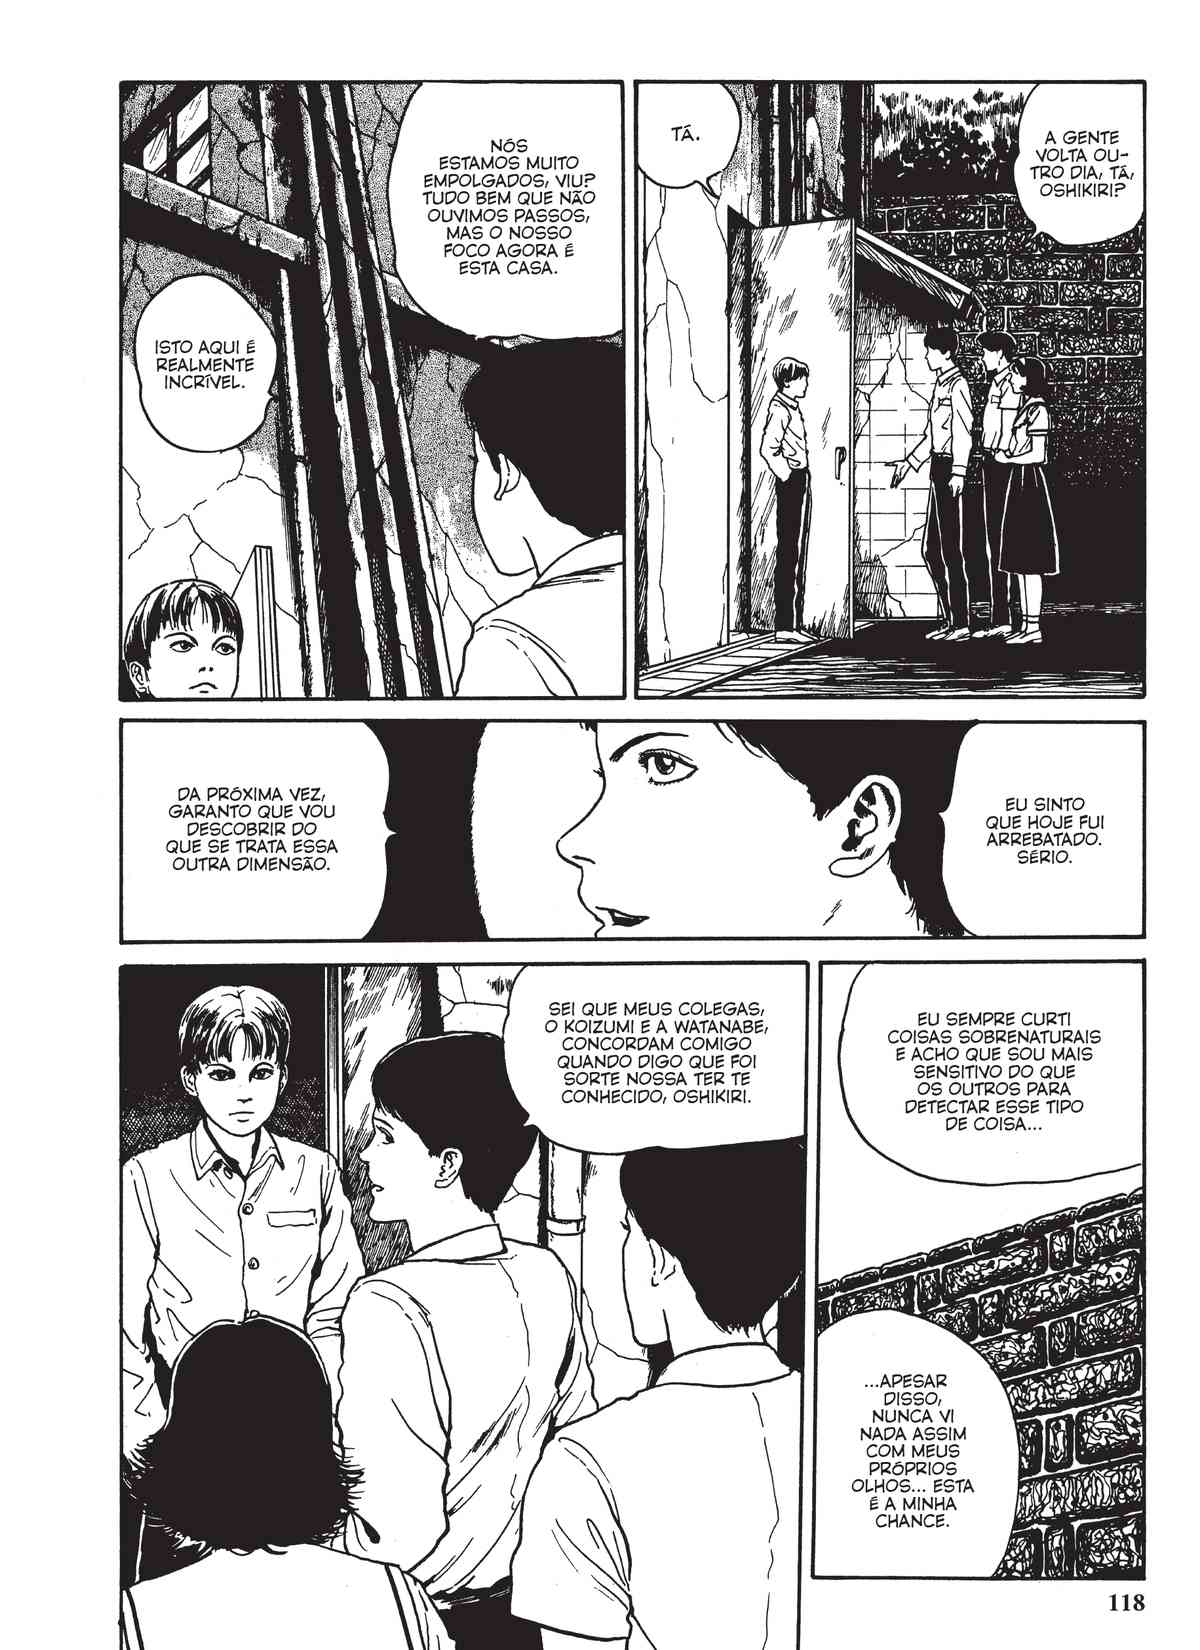 A GENTE
VOLTA OU-
TRO DIA, TÁ,
OSHIKIRI?
TÁ.
NÓS
ESTAMOS MUITO
EMPOLGADOS, VIU?
TUDO BEM QUE NÃO
OUVIMOS PASSOS,
MAS O NOSSO
FOCO AGORA É
ESTA CASA.
ISTO AQUI É
REALMENTE
INCRÍVEL.
EU SINTO
QUE HOJE FUI
ARREBATADO.
SÉRIO.
DA PRÓXIMA VEZ,
GARANTO QUE VOU
DESCOBRIR DO
QUE SE TRATA ESSA
OUTRA DIMENSÃO.
EU SEMPRE CURTI
COISAS SOBRENATURAIS
E ACHO QUE SOU MAIS
SENSITIVO DO QUE
OS OUTROS PARA
DETECTAR ESSE TIPO
DE COISA...
...APESAR
DISSO,
NUNCA VI
NADA ASSIM
COM MEUS
PRÓPRIOS
OLHOS... ESTA
É A MINHA
CHANCE.
SEI QUE MEUS COLEGAS,
O KOIZUMI E A WATANABE,
CONCORDAM COMIGO
QUANDO DIGO QUE FOI
SORTE NOSSA TER TE
CONHECIDO, OSHIKIRI.
118